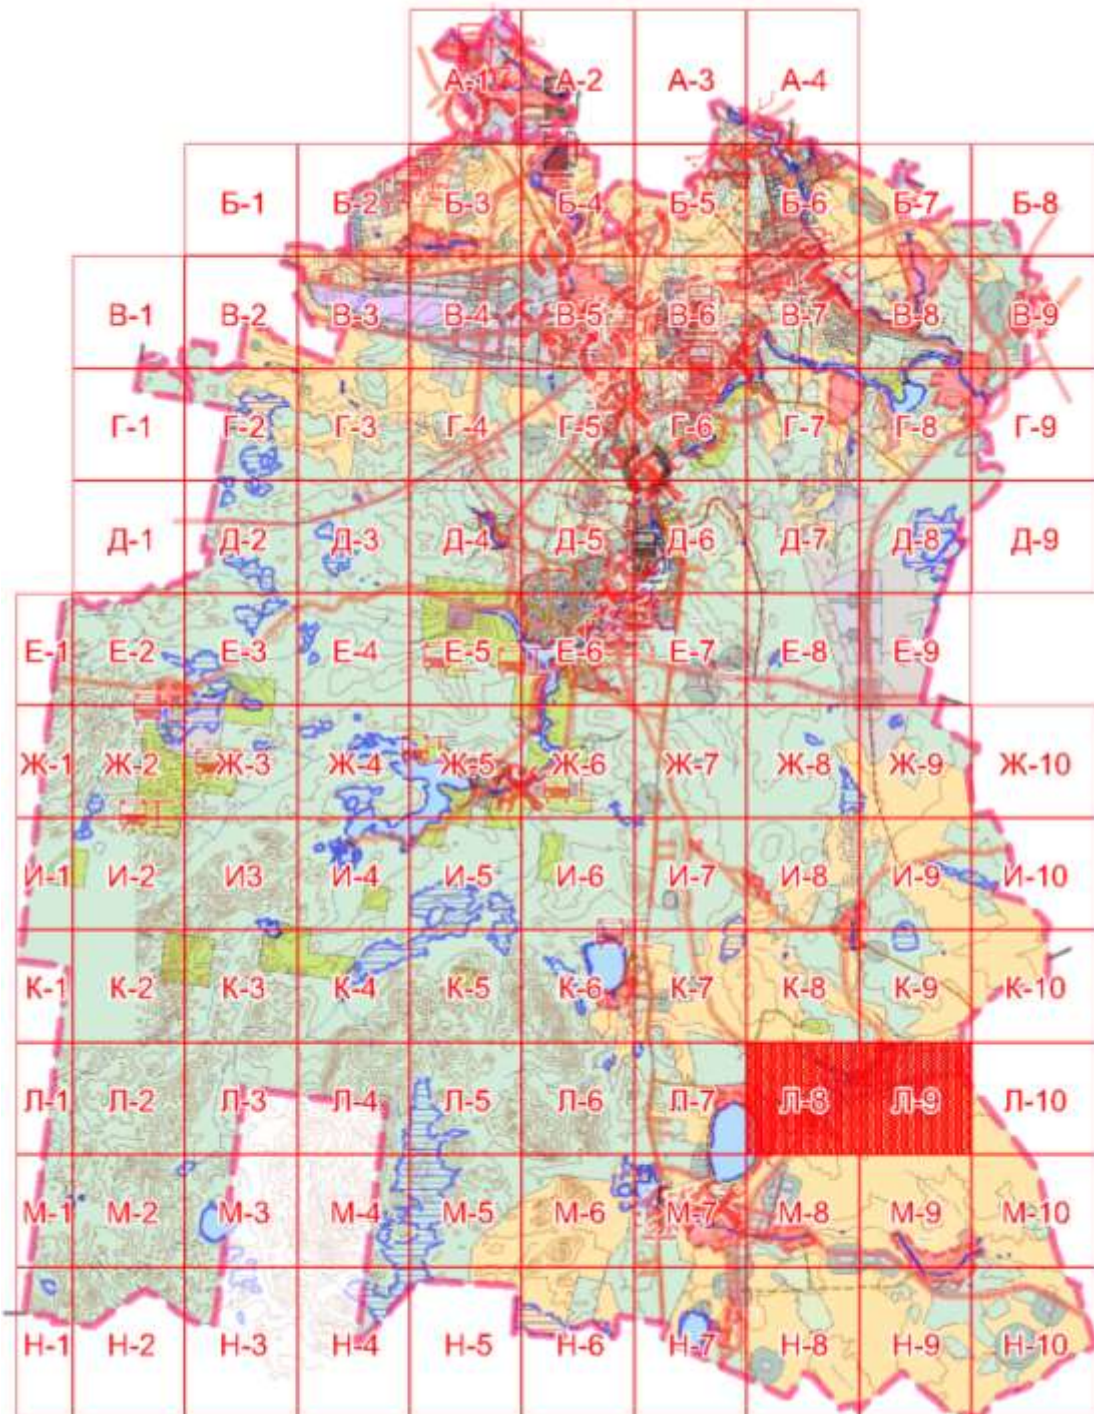 А-1 А-2 А-3 А-4
Б-1 Б-2 Б-3 Б-4 Б-5 Б-6 Б-7 Б-8
В-1 В-2 В-3 В-4 В-5 В-6 В-7 В-8 В-9
Г-1 Г-2 Г-3 Г-4 Г-5 Г-6 Г-7 Г-8 Г-9
Д-1 Д-2 Д-3 Д-4 Д-5 Д-6 Д-7 Д-8 Д-9
Е-1 Е-2 Е-3 Е-4 Е-5 Е-6 Е-7 Е-8 Е-9
Ж-1 Ж-2 Ж-3 Ж-4 Ж-5 Ж-6 Ж-7 Ж-8 Ж-9 Ж-10
И-1 И-2 И3 И-4 И-5 И-6 И-7 И-8 И-9 И-10
К-1 К-2 К-3 К-4 К-5 К-6 К-7 К-8 К-9 К-10
Л-1 Л-2 Л-3 Л-4 Л-5 Л-6 Л-7 Л-8 Л-9 Л-10
М-1 М-2 М-3 М-4 М-5 М-6 М-7 М-8 М-9 М-10
Н-1 Н-2 Н-3 Н-4 Н-5 Н-6 Н-7 Н-8 Н-9 Н-10